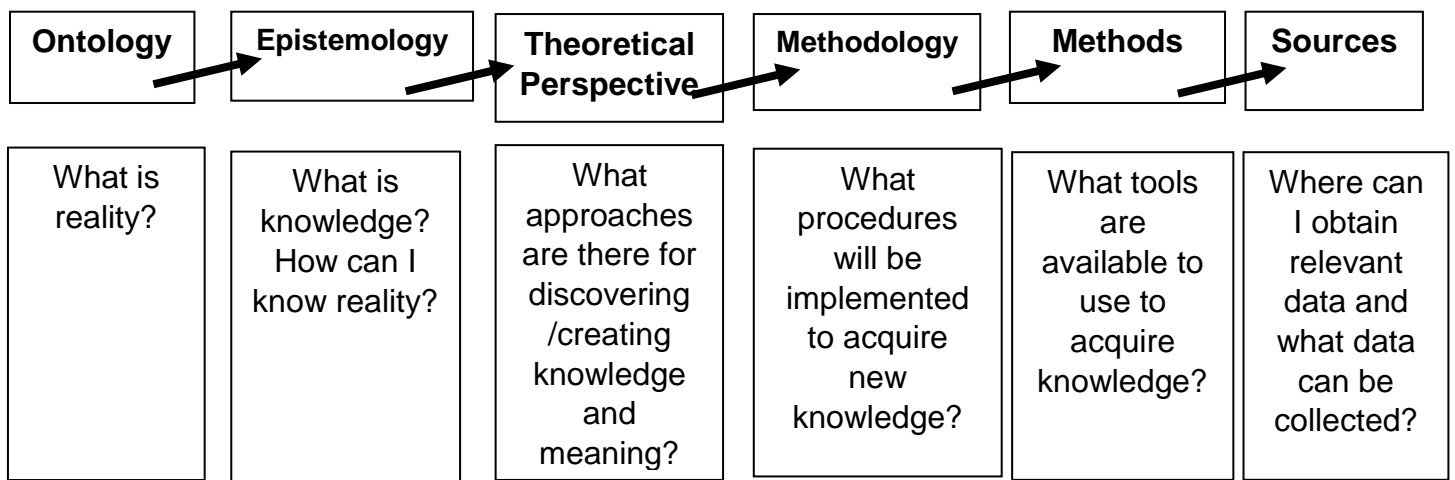 Ontology
Epistemology
Theoretical
Perspective
Methodology
Methods
Sources
What is
reality?
What is
knowledge?
How can I
know reality?
What
approaches
are there for
discovering
/creating
knowledge
and
meaning?
What
procedures
will be
implemented
to acquire
new
knowledge?
What tools
are
available to
use to
acquire
knowledge?
Where can
I obtain
relevant
data and
what data
can be
collected?